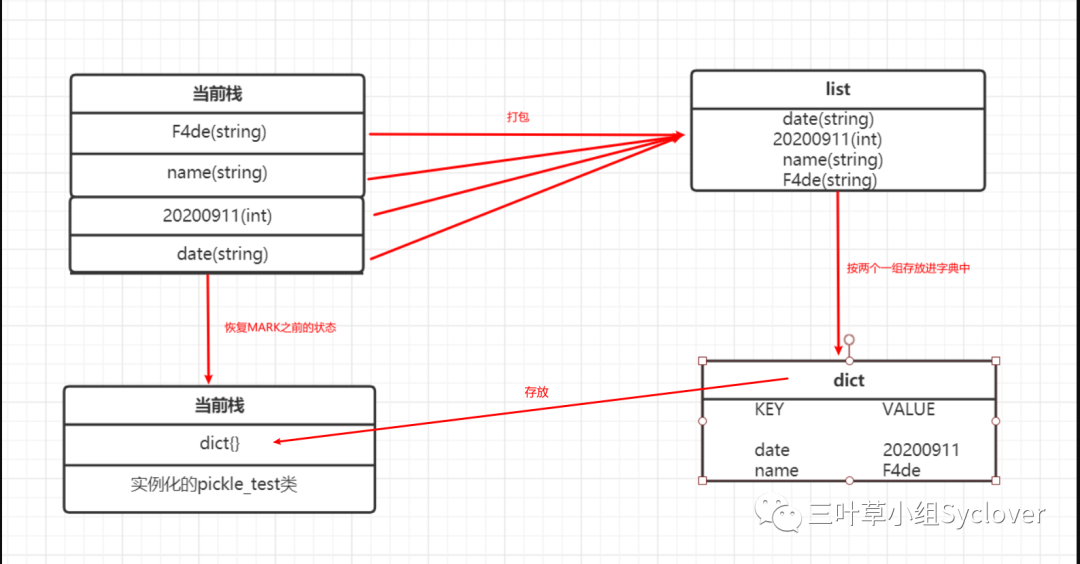 当前栈
F4de(string)
name(string)
20200911(int)
date(string)
打包
list
date(string)
20200911(int)
name(string)
F4de(string)
恢复MARK之前的状态
按两个一组存放进字典中
当前栈
dict{}
实例化的pickle_test类
存放
dict
KEY VALUE
date 20200911
name F4de
三叶草小组Syclover